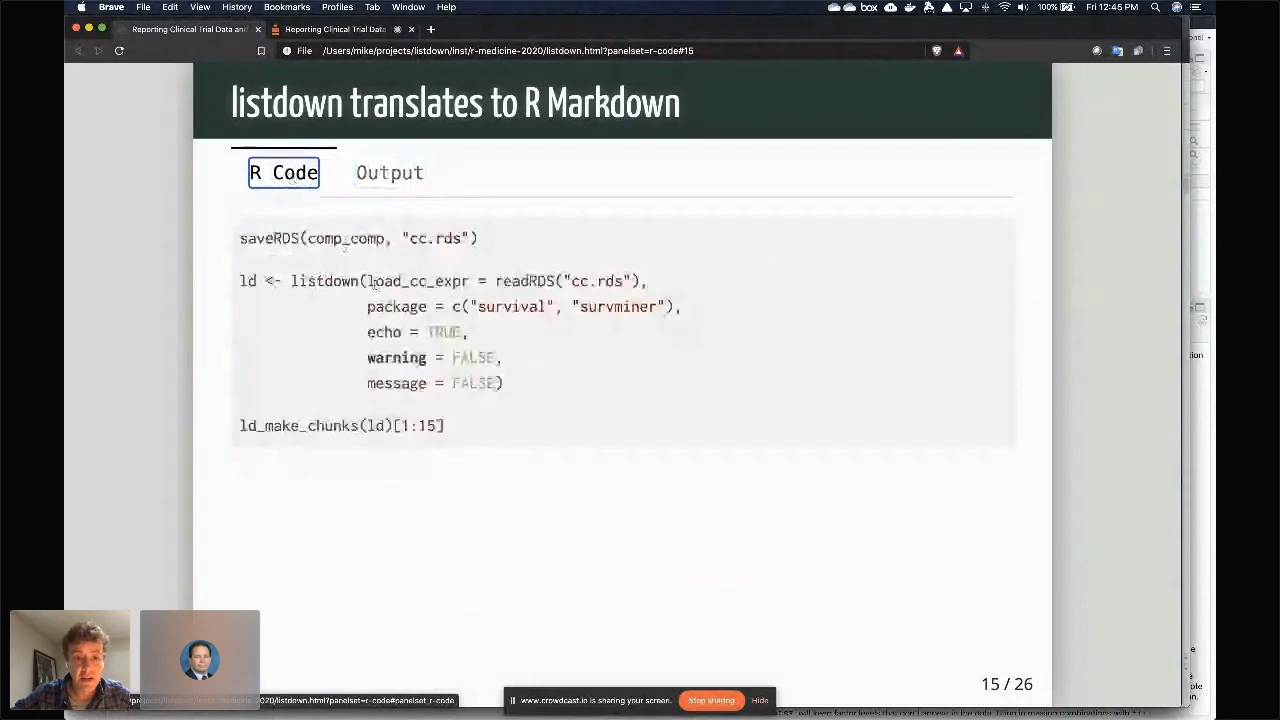 Brave File Edit View History Bookmarks Profiles Tab Window Help
box 100% Fri 12:45 PM
Reporting Clinical Trial Data and
Reporting Clinical Trial Data
File /Users/mike/projects/listdown/inst/r-medicine-2020/listdown.html?panelset=r-code#15
listdown translates to R Markdown
R Code Output
saveRDS(comp_comp, "cc.rds")
ld <- listdown(load_cc_expr = readRDS("cc.rds"),
package = c("survival", "survminer"),
echo = TRUE,
warning = FALSE,
message = FALSE)
ld_make_chunks(ld)[1:15]
15 / 26
www.crowdcast.io is sharing your screen. Stop sharing Hide